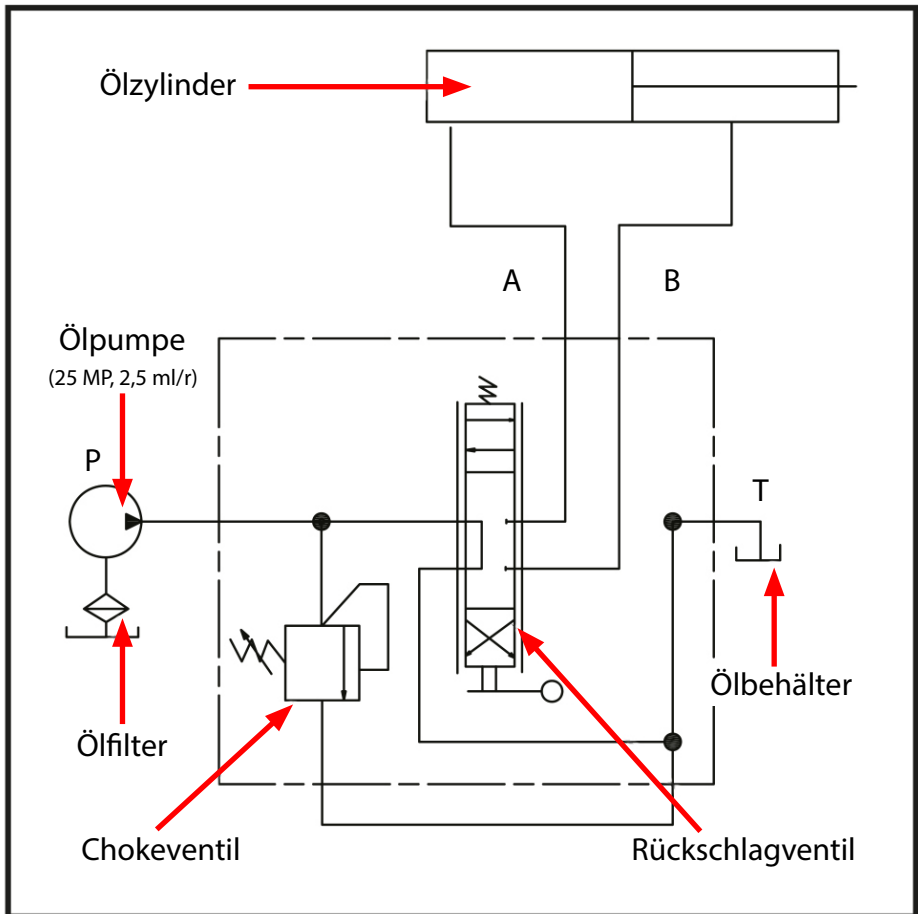 Ölzylinder
A
B
Ölpumpe
(25 MP, 2,5 ml/r)
P
T
Ölbehälter
Ölfilter
Chokeventil
Rückschlagventil